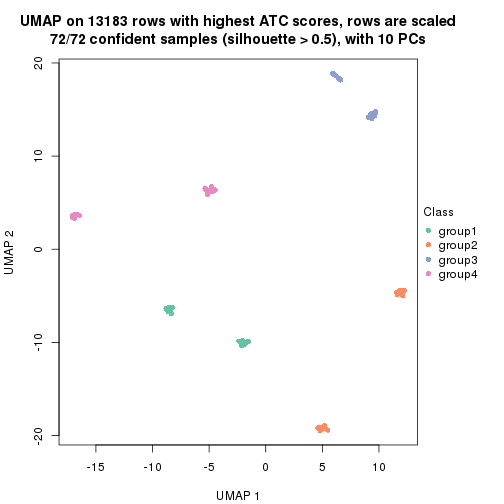 UMAP on 13183 rows with highest ATC scores, rows are scaled
72/72 confident samples (silhouette > 0.5), with 10 PCs
20
10
0
-10
-20
UMAP 2
-15
-10
-5
0
5
10
UMAP 1
Class
group1
group2
group3
group4